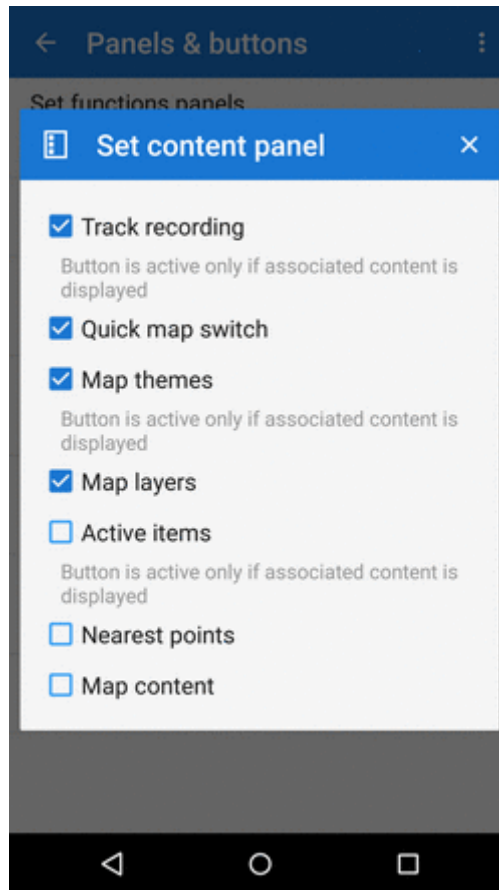 Panels & buttons
Set functions panels
Set content panel
Track recording
Button is active only if associated content is
displayed
Quick map switch
Map themes
Button is active only if associated content is
displayed
Map layers
Active items
Button is active only if associated content is
displayed
Nearest points
Map content